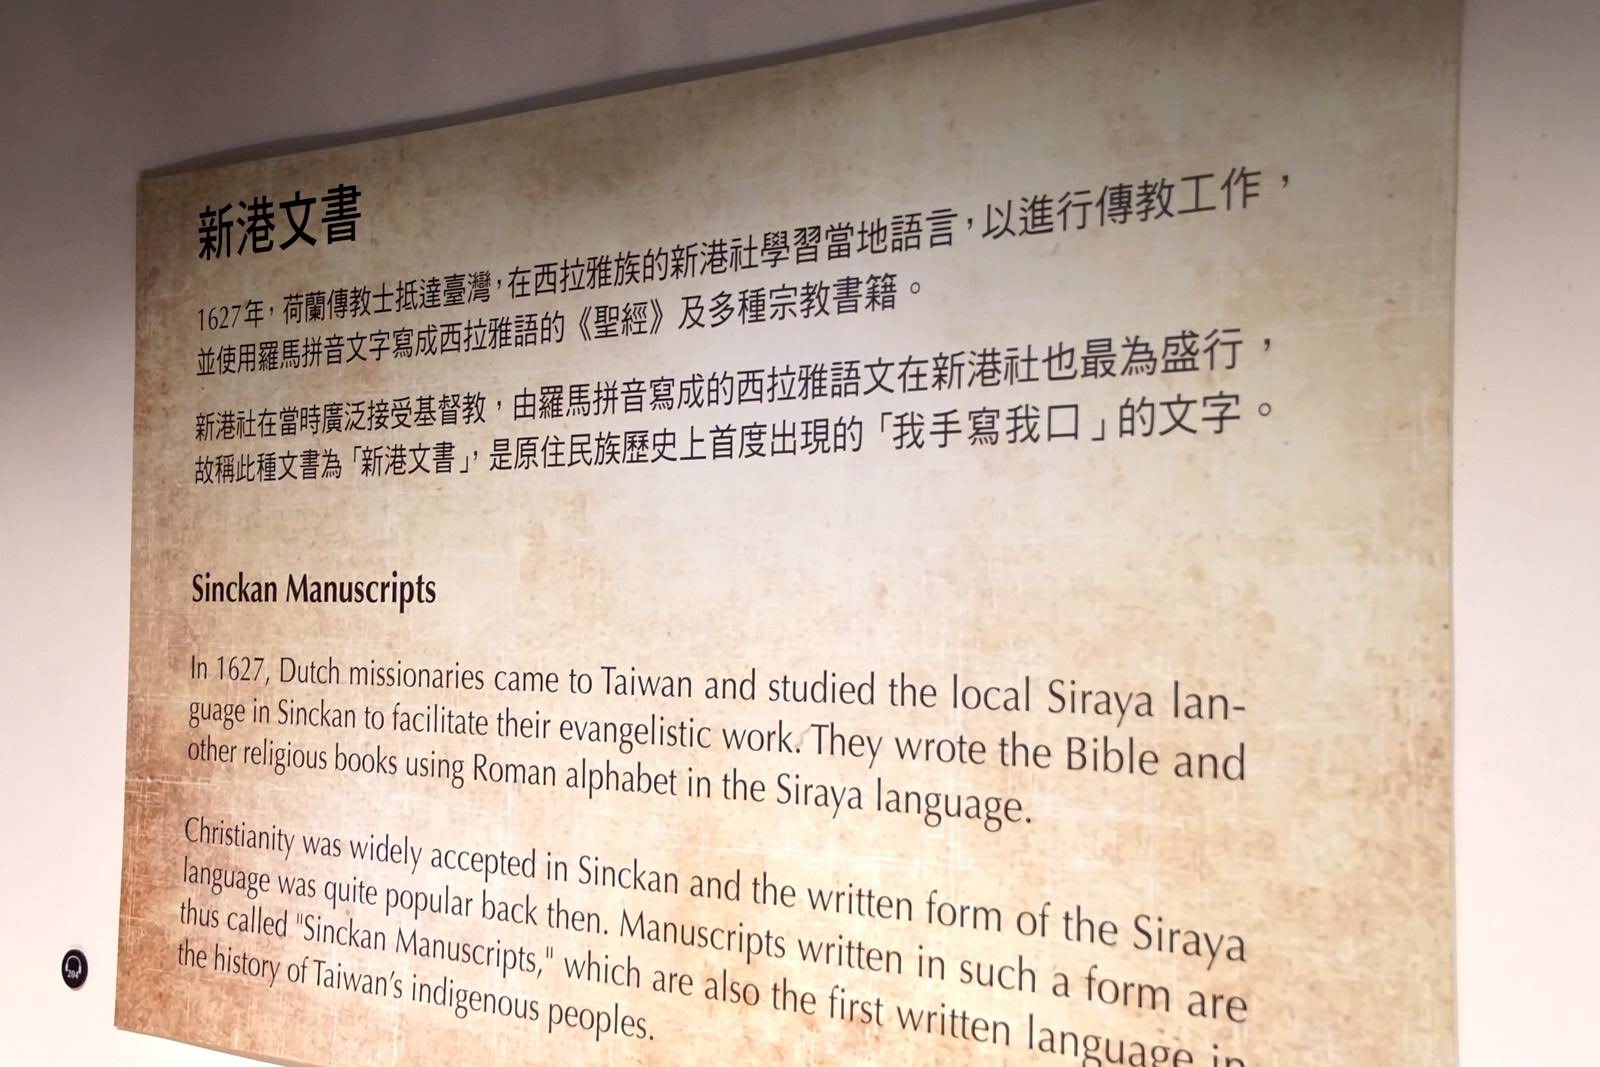 新港文書
1627年，荷蘭傳教士抵達臺灣，在西拉雅族的新港社學習當地語言，以進行傳教工作，
並使用羅馬拼音文字寫成西拉雅語的《聖經》及多種宗教書籍。
新港社在當時廣泛接受基督教，由羅馬拼音寫成的西拉雅語文在新港社也最為盛行，
故稱此種文書為「新港文書」，是原住民族歷史上首度出現的「我手寫我口」的文字。
Sinckan Manuscripts
In 1627, Dutch missionaries came to Taiwan and studied the local Siraya lan-
guage in Sinckan to facilitate their evangelistic work. They wrote the Bible and
other religious books using Roman alphabet in the Siraya language.
Christianity was widely accepted in Sinckan and the written form of the Siraya
language was quite popular back then. Manuscripts written in such a form are
thus called "Sinckan Manuscripts," which are also the first written language in
the history of Taiwan's indigenous peoples.
204